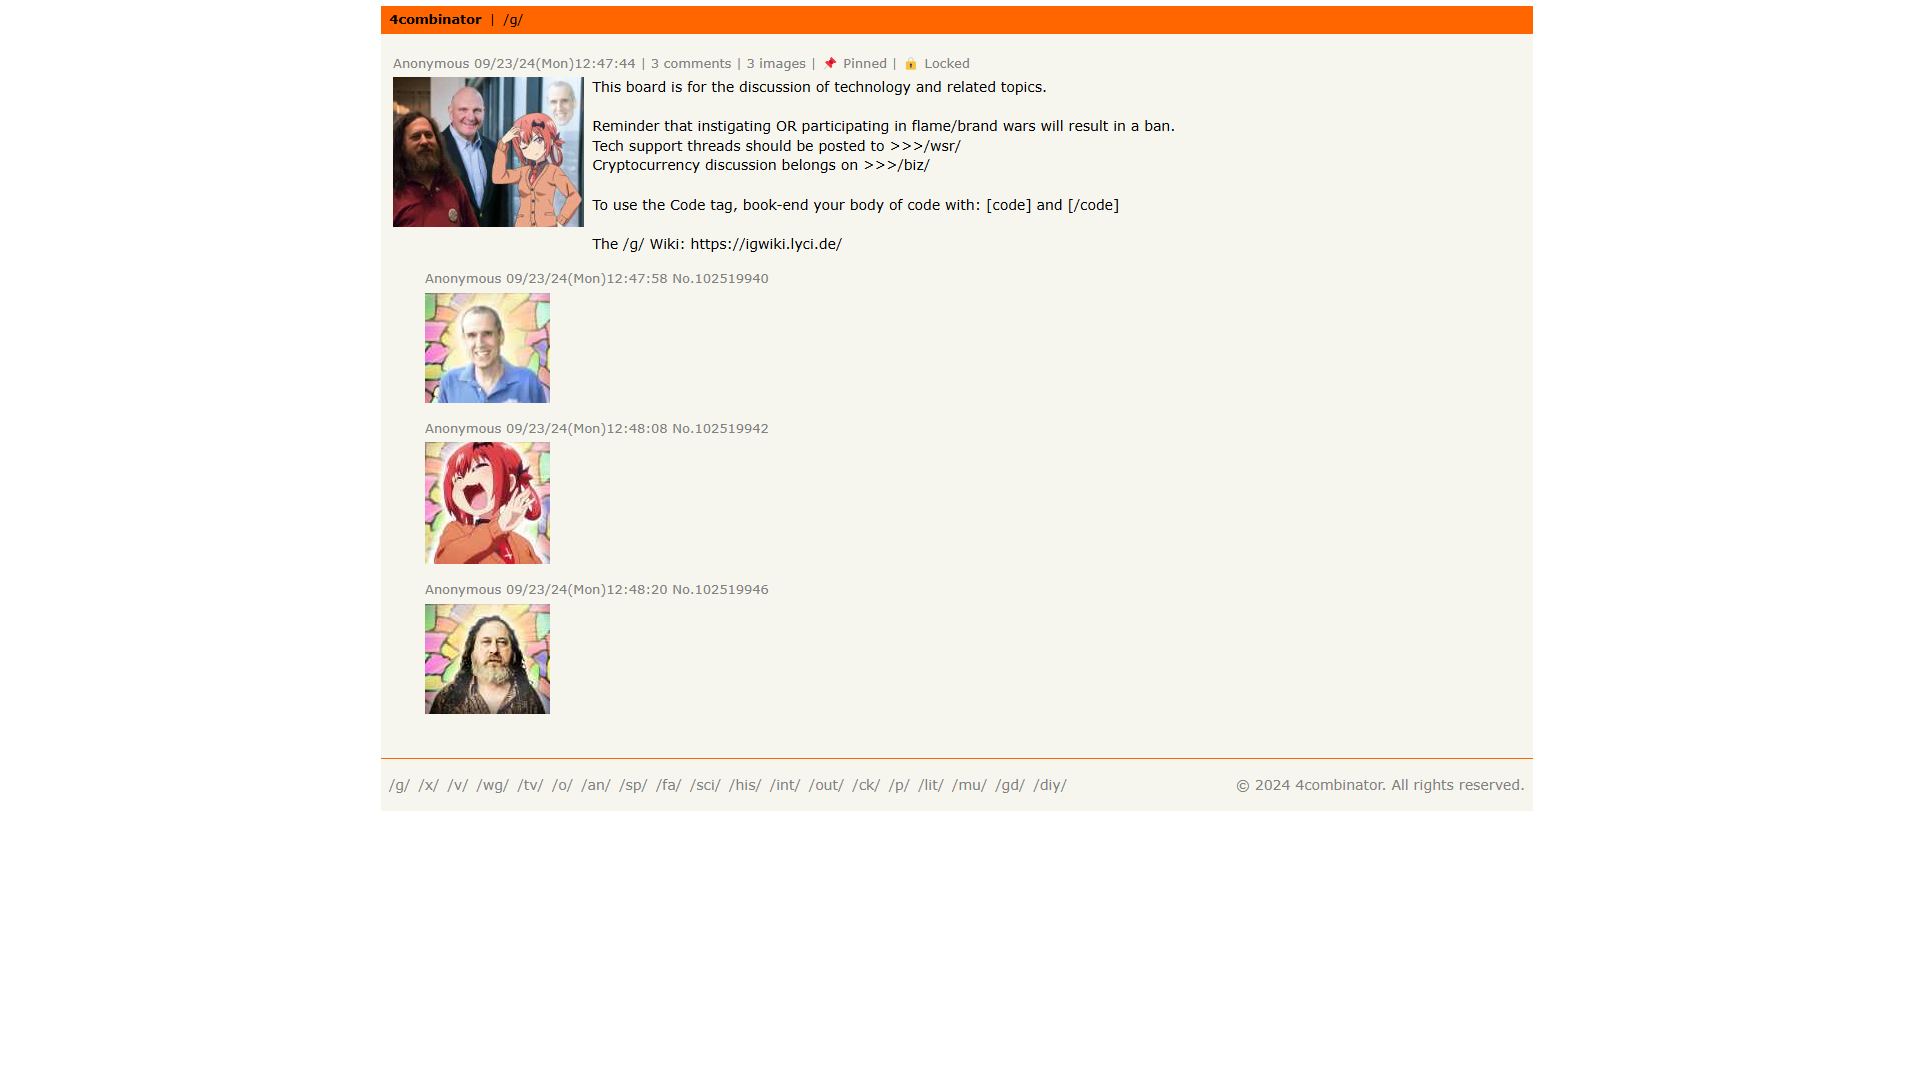 4combinator | /g/
Anonymous 09/23/24(Mon)12:47:44 | 3 comments | 3 images | 📌 Pinned | 🔒 Locked
This board is for the discussion of technology and related topics.
Reminder that instigating OR participating in flame/brand wars will result in a ban.
Tech support threads should be posted to >>>/wsr/
Cryptocurrency discussion belongs on >>>/biz/
To use the Code tag, book-end your body of code with: [code] and [/code]
The /g/ Wiki: https://igwiki.lyci.de/
Anonymous 09/23/24(Mon)12:47:58 No.102519940
Anonymous 09/23/24(Mon)12:48:08 No.102519942
Anonymous 09/23/24(Mon)12:48:20 No.102519946
/g/ /x/ /v/ /wg/ /tv/ /o/ /an/ /sp/ /fa/ /sci/ /his/ /int/ /out/ /ck/ /p/ /lit/ /mu/ /gd/ /diy/ © 2024 4combinator. All rights reserved.